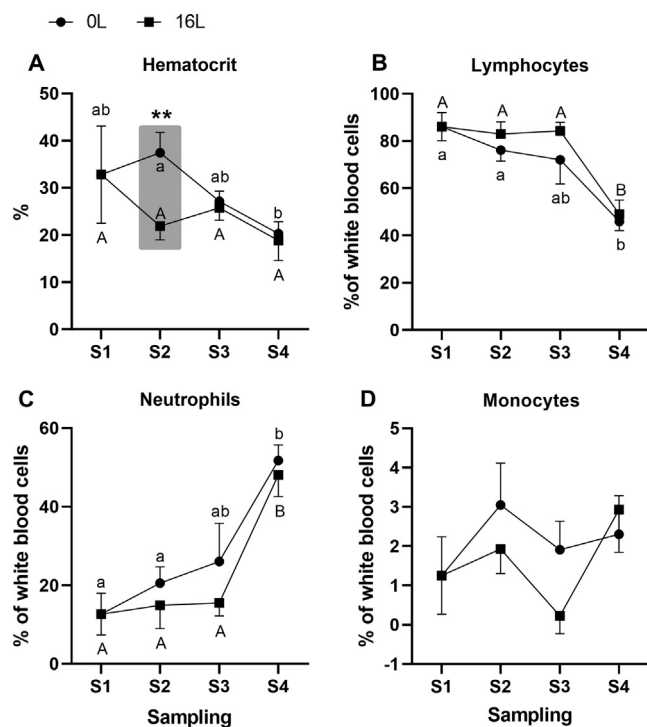 0L 16L
A Hematocrit
%
50
40
30
20
10
0
ab
**
a
A
ab
b
A
A
A
S1 S2 S3 S4
B Lymphocytes
%of white blood cells
100
80
60
40
20
0
A A A
a
a
ab
B
b
S1 S2 S3 S4
C Neutrophils
% of white blood cells
60
40
20
0
b
ab
a
a
B
A A A
S1 S2 S3 S4
Sampling
D Monocytes
% of white blood cells
5
4
3
2
1
0
-1
S1 S2 S3 S4
Sampling